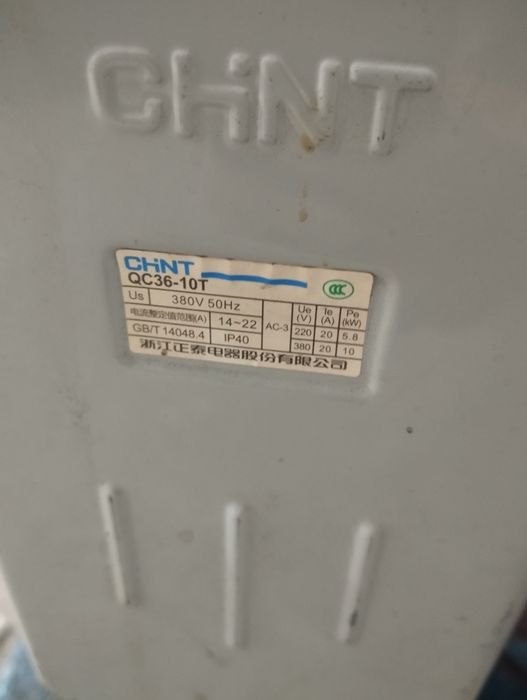 CHNT
CHNT
QC36-10T
CCC
Us 380V 50Hz AC-3 Ue (V) Ie (A) Pe (kW)
电流整定值范围(A) 14~22 220 20 5.8
GB/T 14048.4 IP40 380 20 10
浙江正泰电器股份有限公司